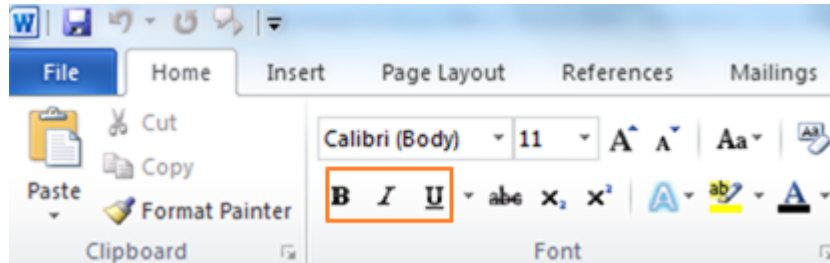 W
File Home Insert Page Layout References Mailings
Cut
Calibri (Body) 11 A A Aa Aa
Copy
Paste
B I U abc x₂ x² A ab A
Format Painter
Clipboard Font